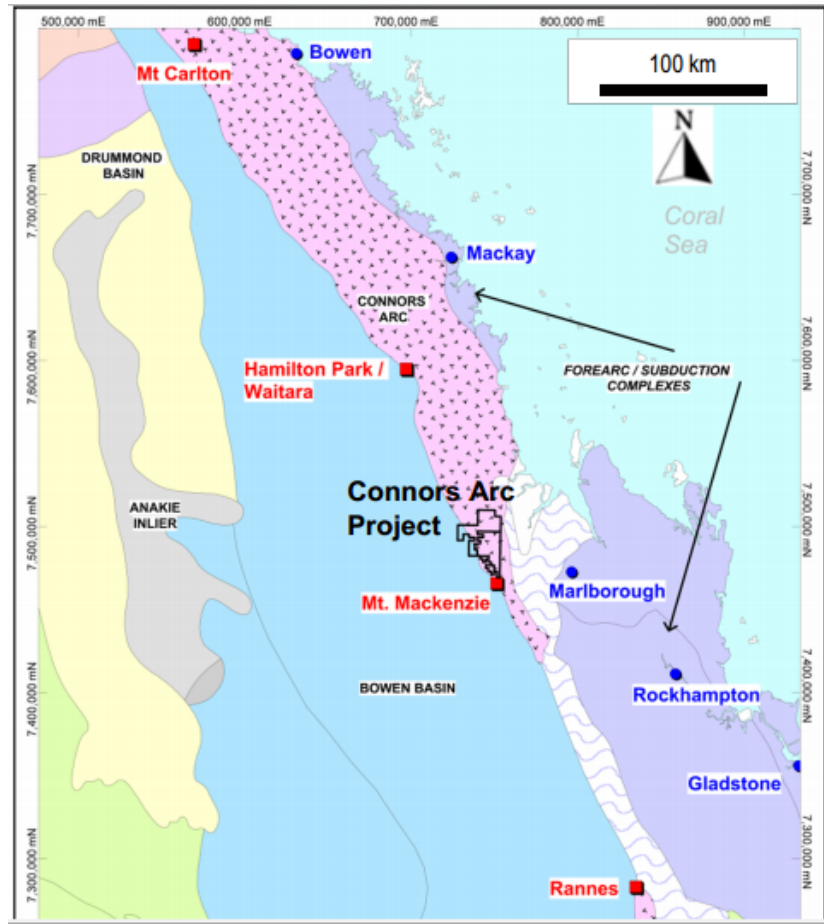 500,000 mE
600,000 mE
700,000 mE
800,000 mE
900,000 mE
Mt Carlton
Bowen
100 km
N
DRUMMOND
BASIN
7,700,000 mN
7,700,000 mN
Coral
Sea
Mackay
CONNORS
ARC
7,600,000 mN
7,600,000 mN
Hamilton Park /
Waitara
FOREARC / SUBDUCTION
COMPLEXES
Connors Arc
Project
ANAKIE
INLIER
7,500,000 mN
7,500,000 mN
Marlborough
Mt. Mackenzie
BOWEN BASIN
Rockhampton
7,400,000 mN
7,400,000 mN
Gladstone
7,300,000 mN
7,300,000 mN
Rannes